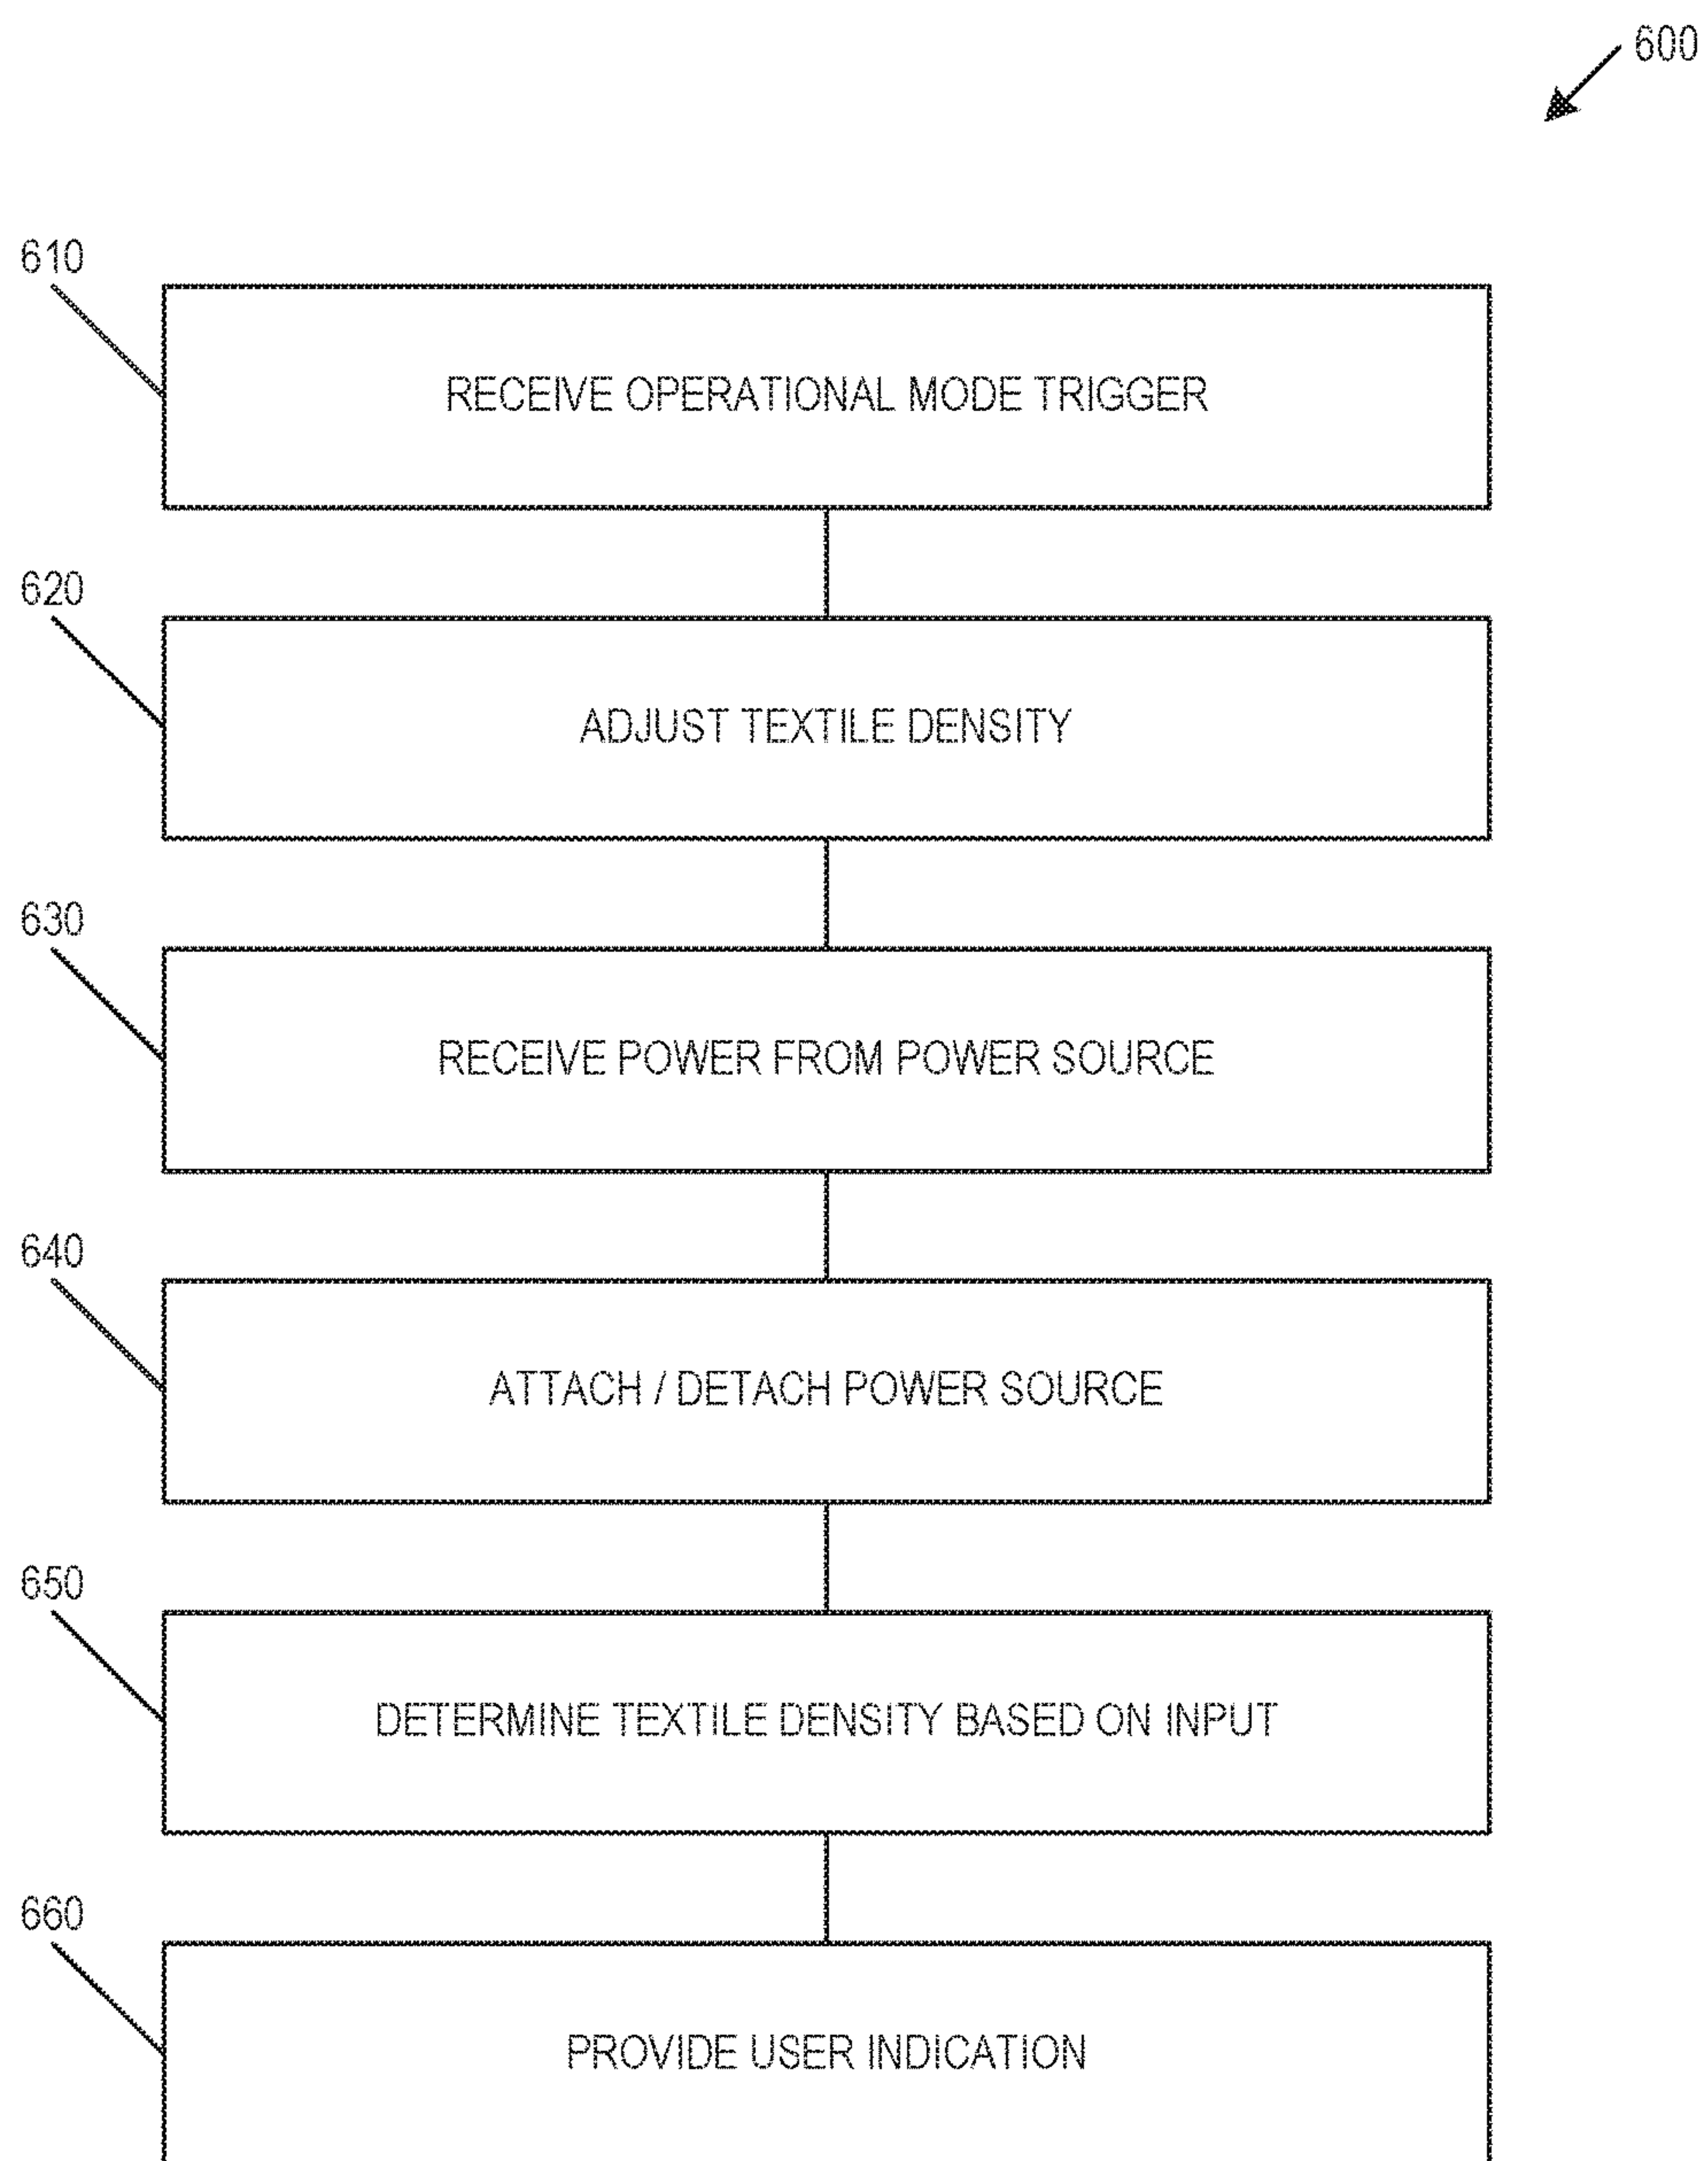 600
610
RECEIVE OPERATIONAL MODE TRIGGER
620
ADJUST TEXTILE DENSITY
630
RECEIVE POWER FROM POWER SOURCE
640
ATTACH / DETACH POWER SOURCE
650
DETERMINE TEXTILE DENSITY BASED ON INPUT
660
PROVIDE USER INDICATION